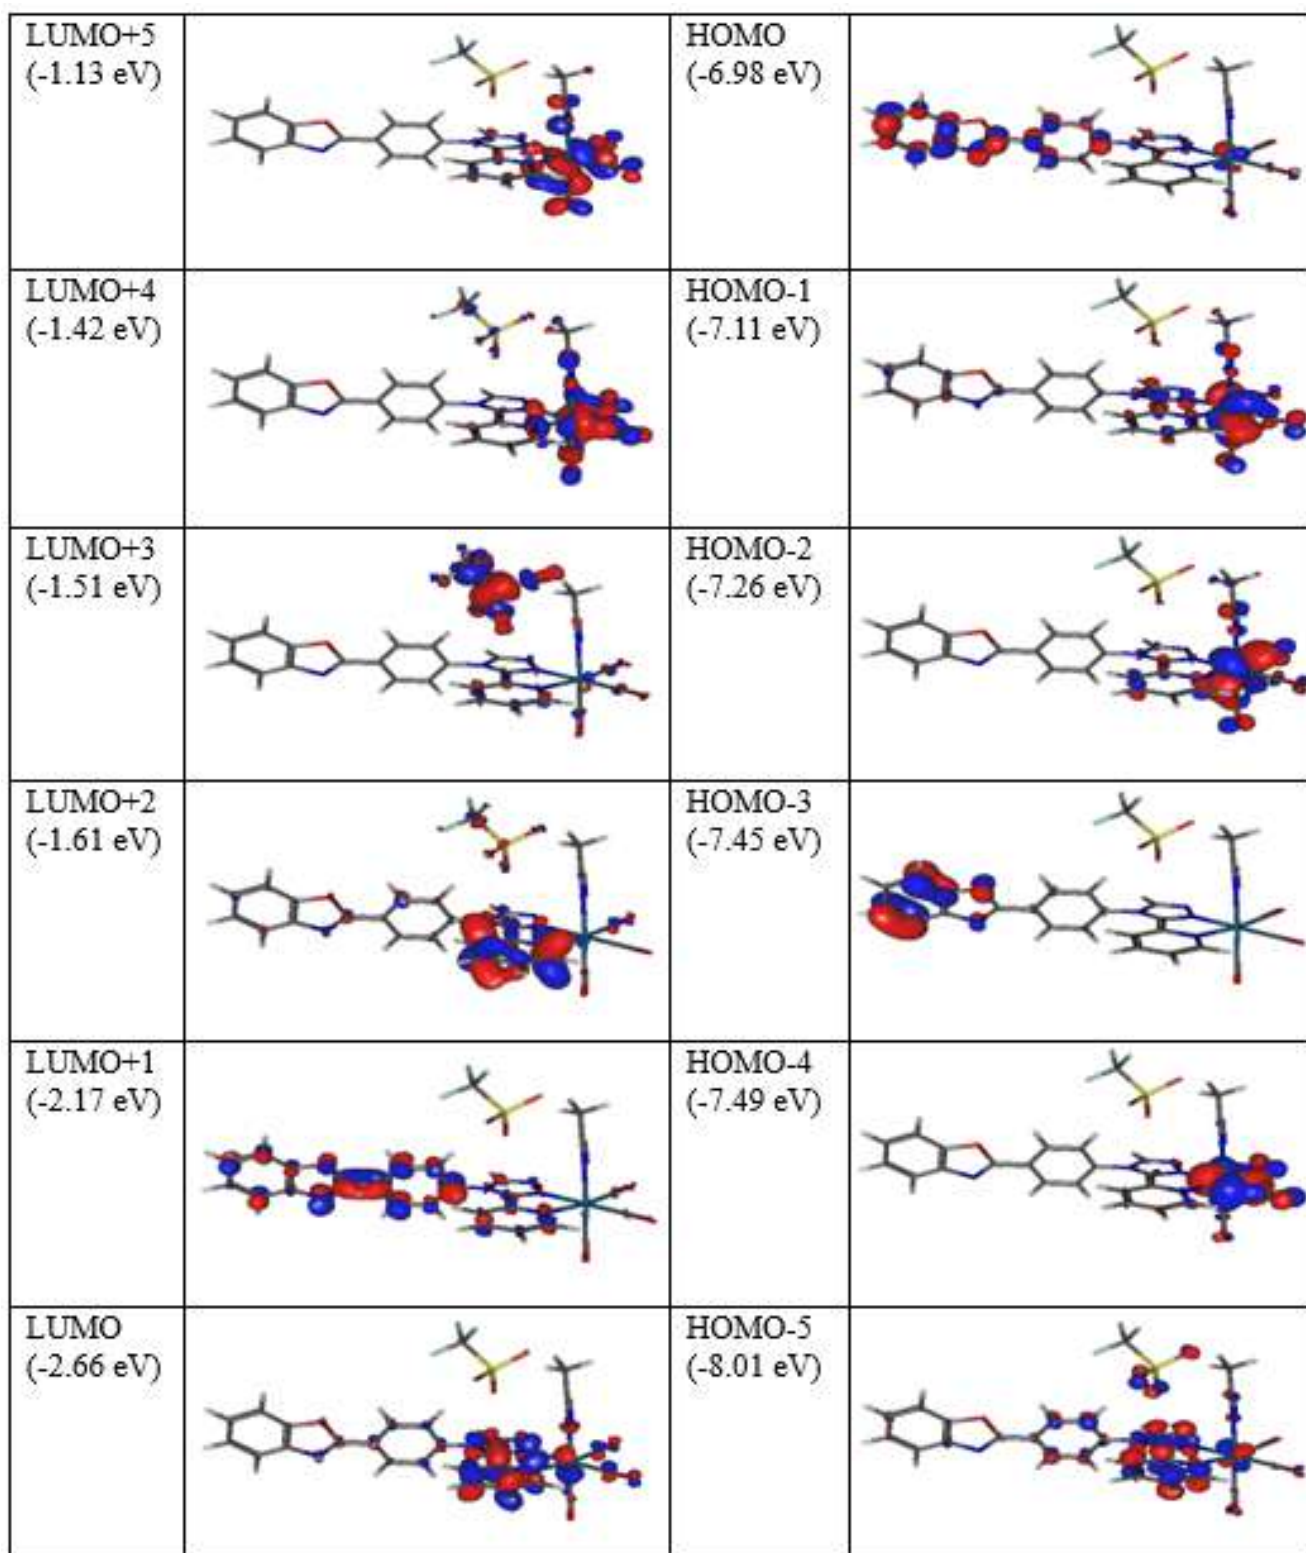 LUMO+5
(-1.13 eV)
HOMO
(-6.98 eV)
LUMO+4
(-1.42 eV)
HOMO-1
(-7.11 eV)
LUMO+3
(-1.51 eV)
HOMO-2
(-7.26 eV)
LUMO+2
(-1.61 eV)
HOMO-3
(-7.45 eV)
LUMO+1
(-2.17 eV)
HOMO-4
(-7.49 eV)
LUMO
(-2.66 eV)
HOMO-5
(-8.01 eV)